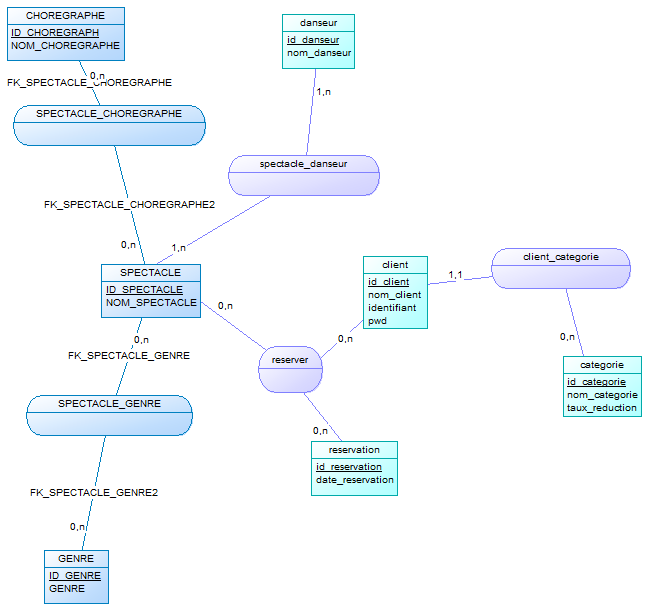 CHOREGRAPHE
ID_CHOREGRAPH
NOM_CHOREGRAPHE
0,n
FK_SPECTACLE_CHOREGRAPHE
SPECTACLE_CHOREGRAPHE
danseur
id_danseur
nom_danseur
1,n
spectacle_danseur
FK_SPECTACLE_CHOREGRAPHE2
0,n
1,n
SPECTACLE
ID_SPECTACLE
NOM_SPECTACLE
0,n
FK_SPECTACLE_GENRE
0,n
client
id_client
nom_client
identifiant
pwd
1,1
client_categorie
0,n
0,n
reserver
categorie
id_categorie
nom_categorie
taux_reduction
SPECTACLE_GENRE
0,n
reservation
id_reservation
date_reservation
FK_SPECTACLE_GENRE2
0,n
GENRE
ID_GENRE
GENRE